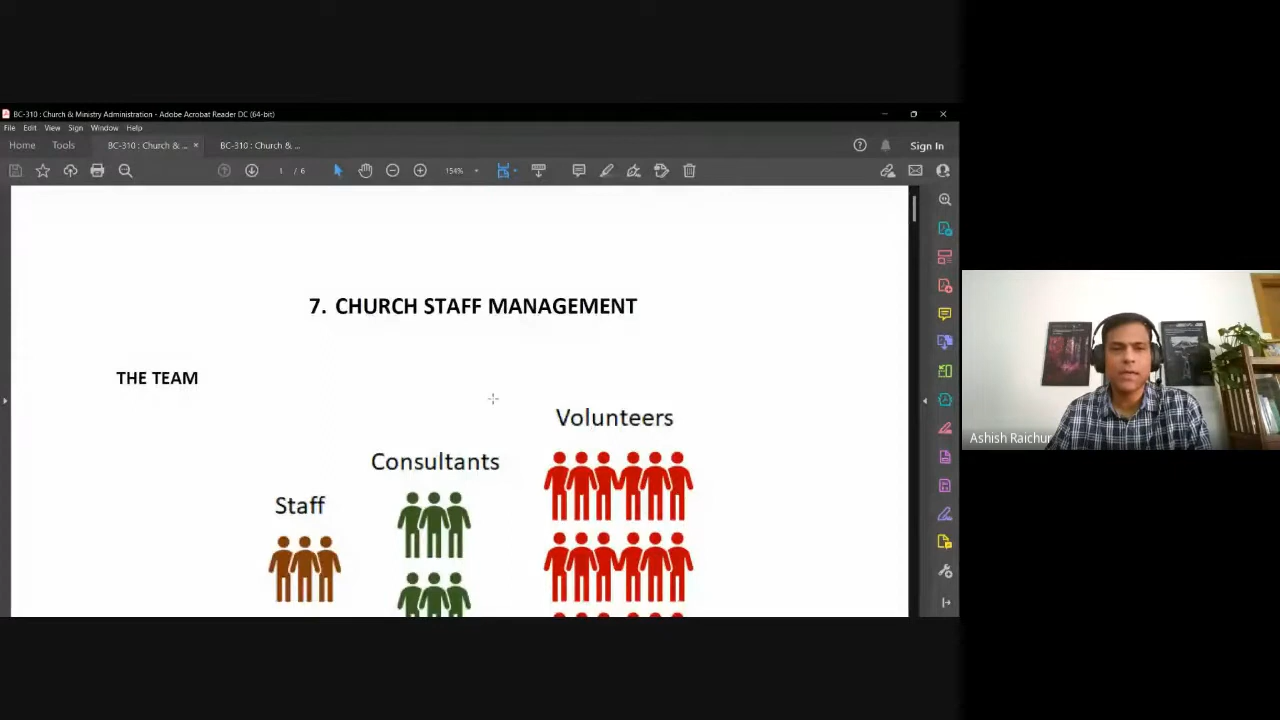 BC-310 : Church & Ministry Administration - Adobe Acrobat Reader DC (64-bit)
File Edit View Sign Window Help
Home Tools BC-310 : Church & ... × BC-310 : Church & ... Sign In
1 / 6 154%
7. CHURCH STAFF MANAGEMENT
THE TEAM
Volunteers
Consultants
Staff
Ashish Raichur